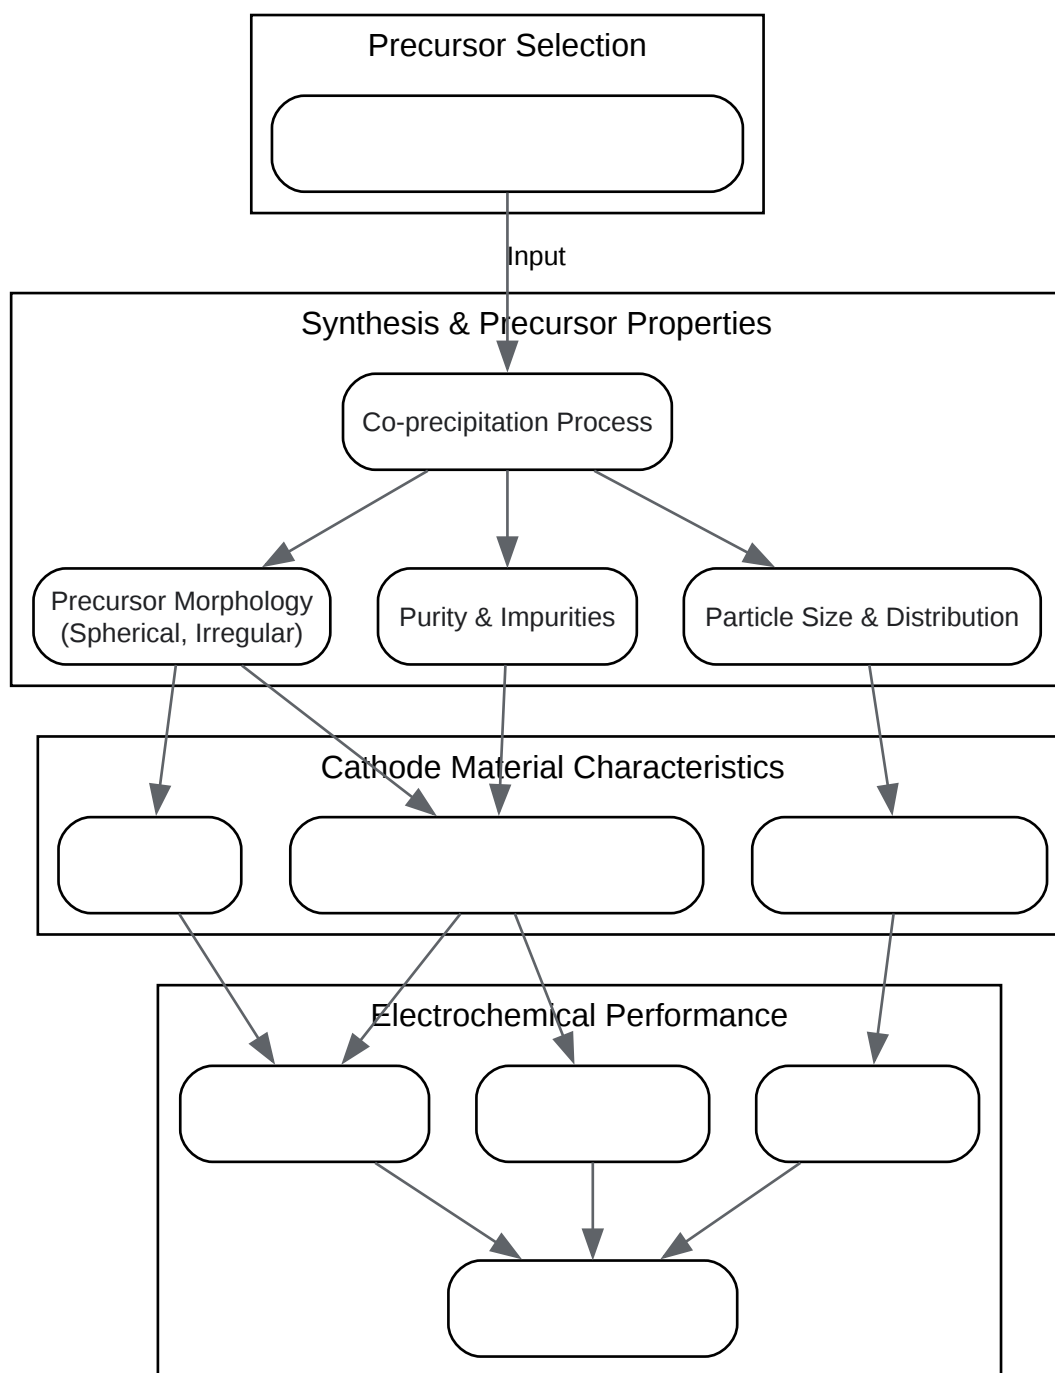 Precursor Selection
Input
Synthesis & Precursor Properties
Co-precipitation Process
Precursor Morphology
(Spherical, Irregular)
Purity & Impurities
Particle Size & Distribution
Cathode Material Characteristics
Electrochemical Performance